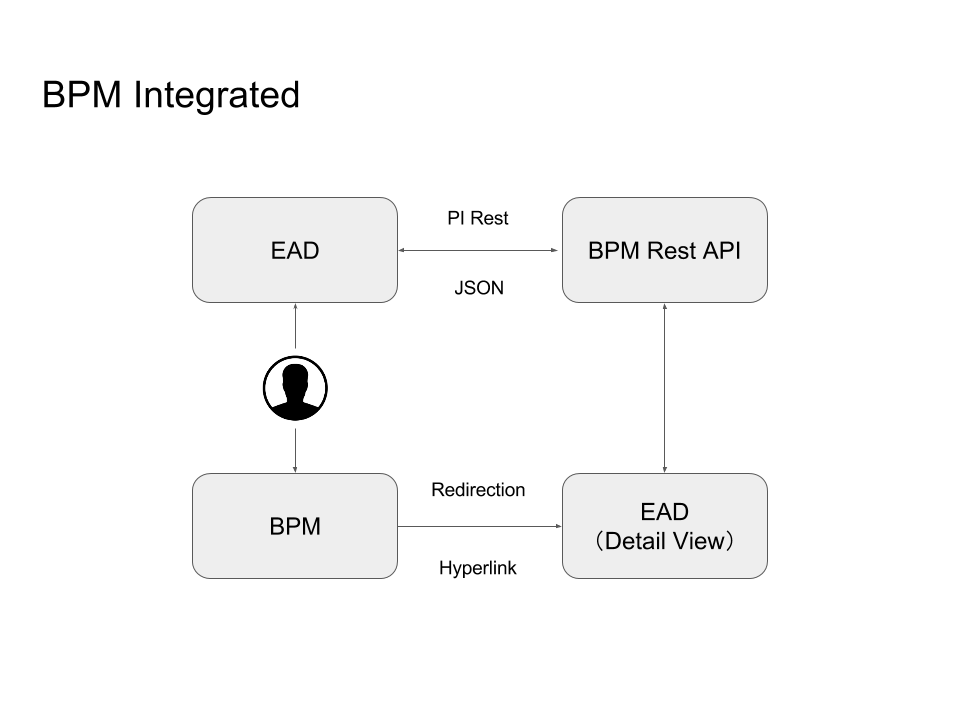 BPM Integrated
EAD
PI Rest
JSON
BPM Rest API
BPM
Redirection
Hyperlink
EAD
（Detail View）